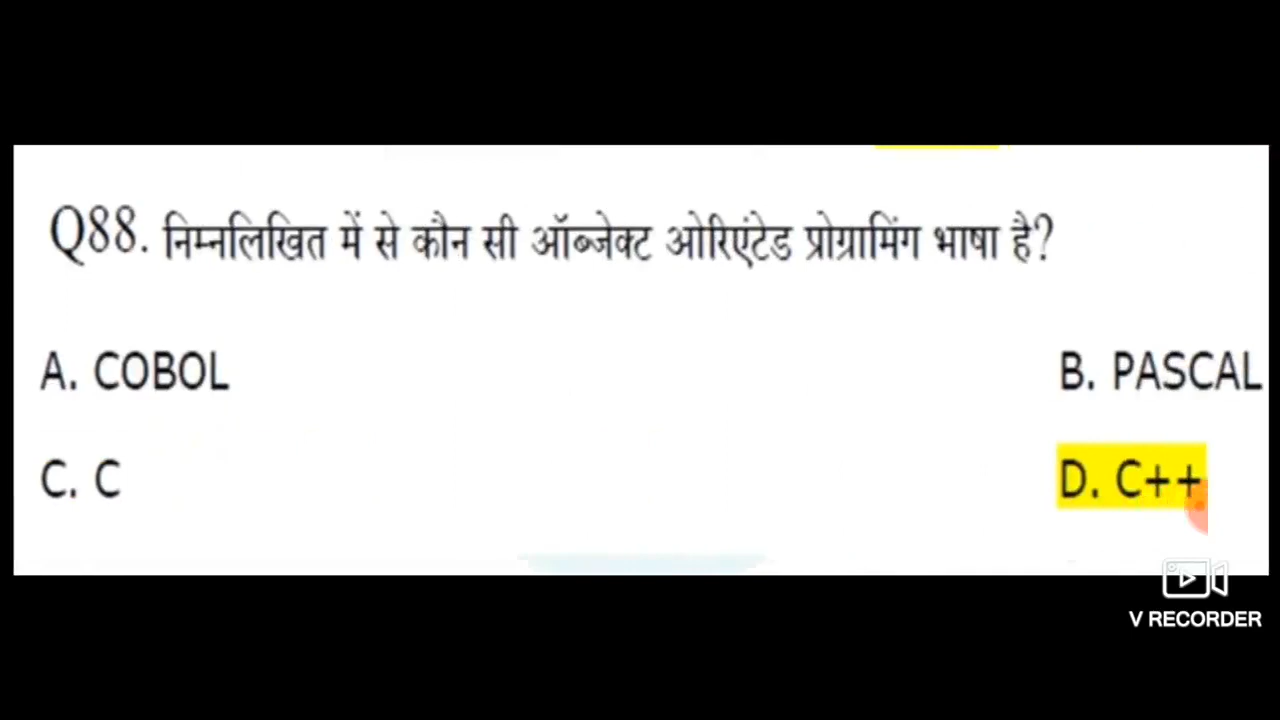 Q88. निम्नलिखित में से कौन सी ऑब्जेक्ट ओरिएंटेड प्रोग्रामिंग भाषा है?
A. COBOL B. PASCAL
C. C D. C++
V RECORDER